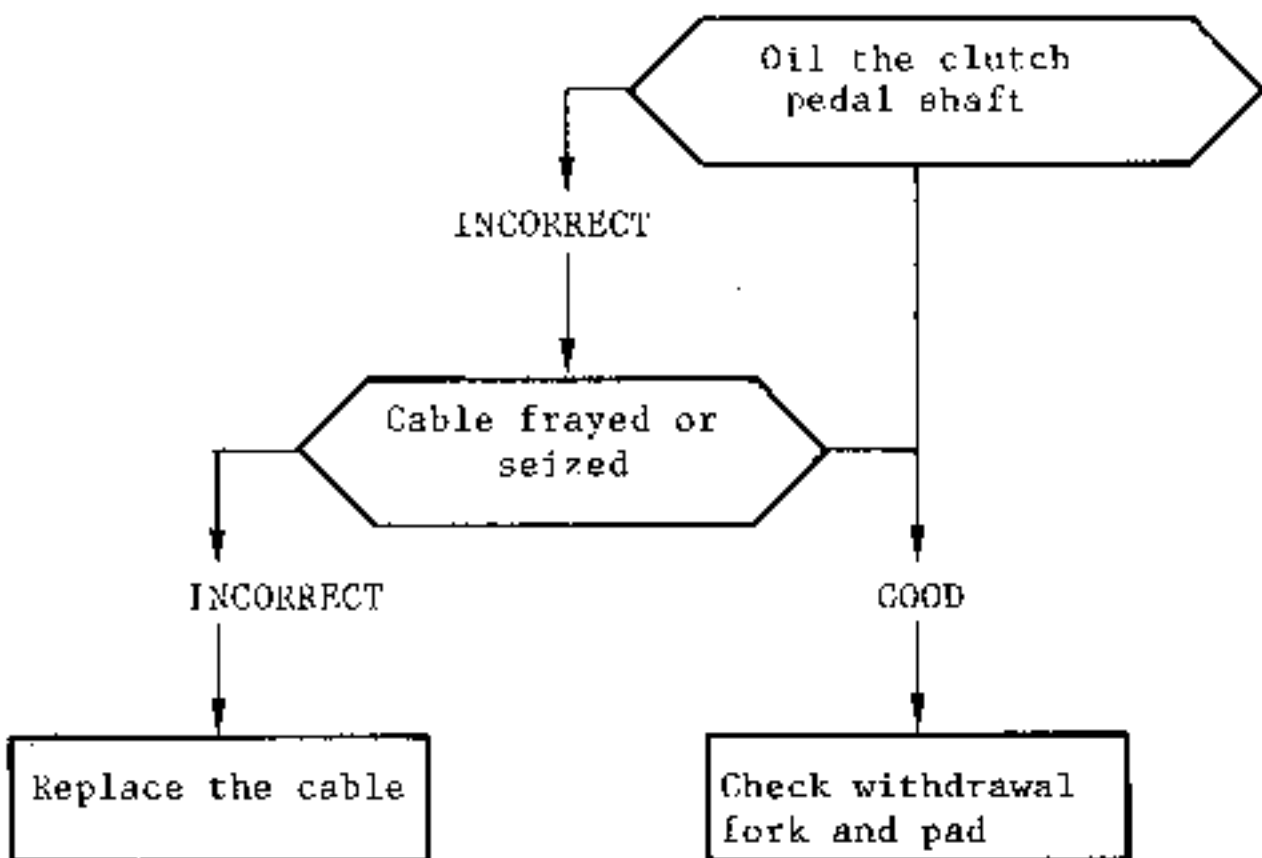 Oil the clutch
pedal shaft
INCORRECT
Cable frayed or
seized
INCORRECT
GOOD
Replace the cable
Check withdrawal
fork and pad